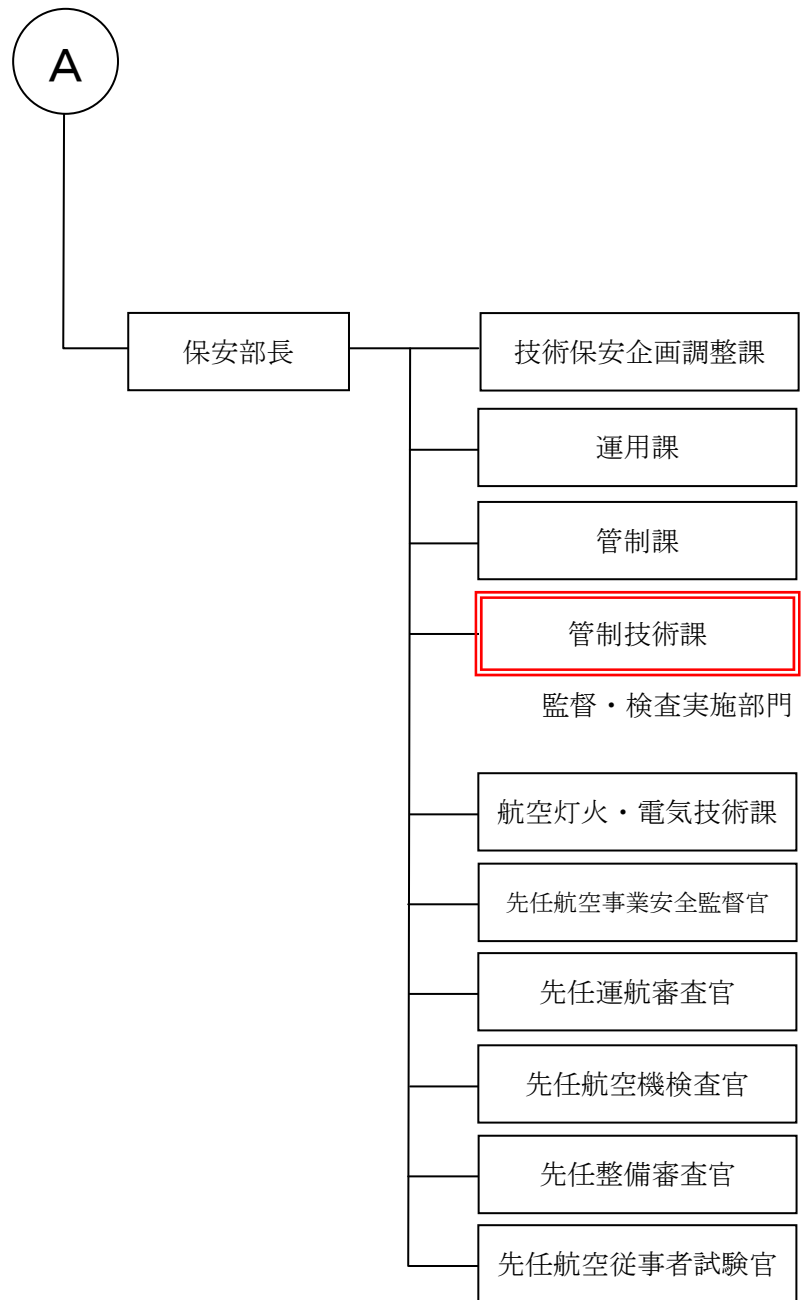 A
保安部長
技術保安企画調整課
運用課
管制課
管制技術課
監督・検査実施部門
航空灯火・電気技術課
先任航空事業安全監督官
先任運航審査官
先任航空機検査官
先任整備審査官
先任航空従事者試験官